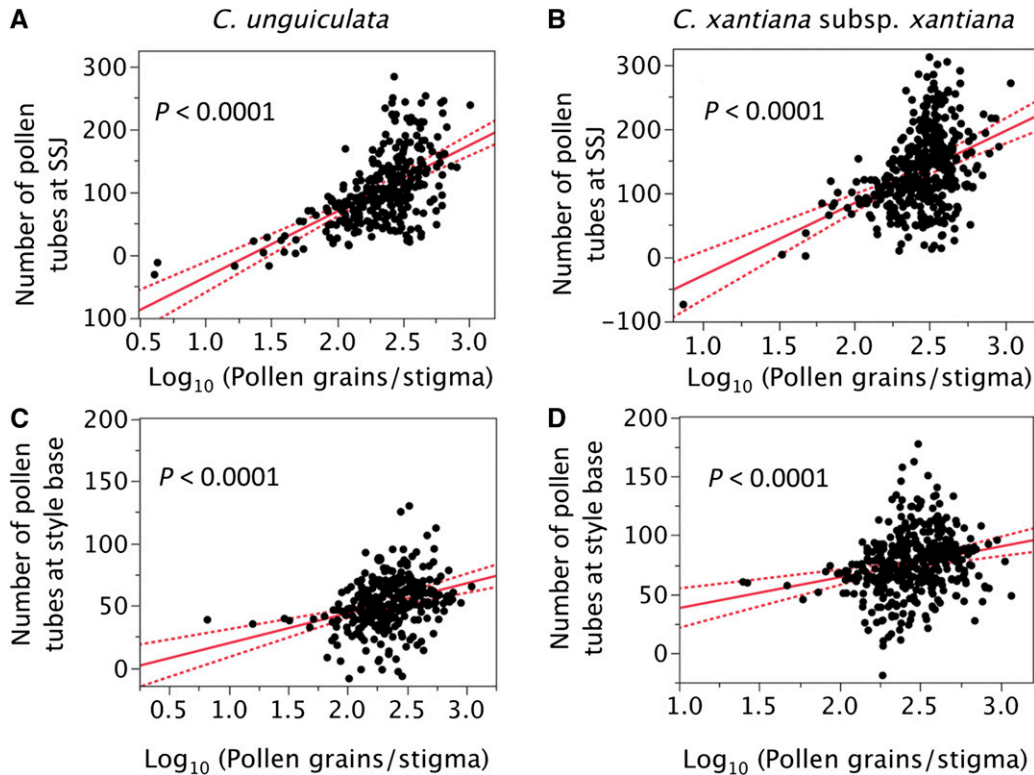 A
C. unguiculata
B
C. xantiana subsp. xantiana
Number of pollen
tubes at SSJ
300
200
100
0
100
P < 0.0001
0.5
1.0
1.5
2.0
2.5
3.0
Log10 (Pollen grains/stigma)
Number of pollen
tubes at SSJ
300
200
100
0
−100
P < 0.0001
1.0
1.5
2.0
2.5
3.0
Log10 (Pollen grains/stigma)
C
Number of pollen
tubes at style base
200
150
100
50
0
P < 0.0001
0.5
1.0
1.5
2.0
2.5
3.0
Log10 (Pollen grains/stigma)
D
Number of pollen
tubes at style base
200
150
100
50
0
P < 0.0001
1.0
1.5
2.0
2.5
3.0
Log10 (Pollen grains/stigma)